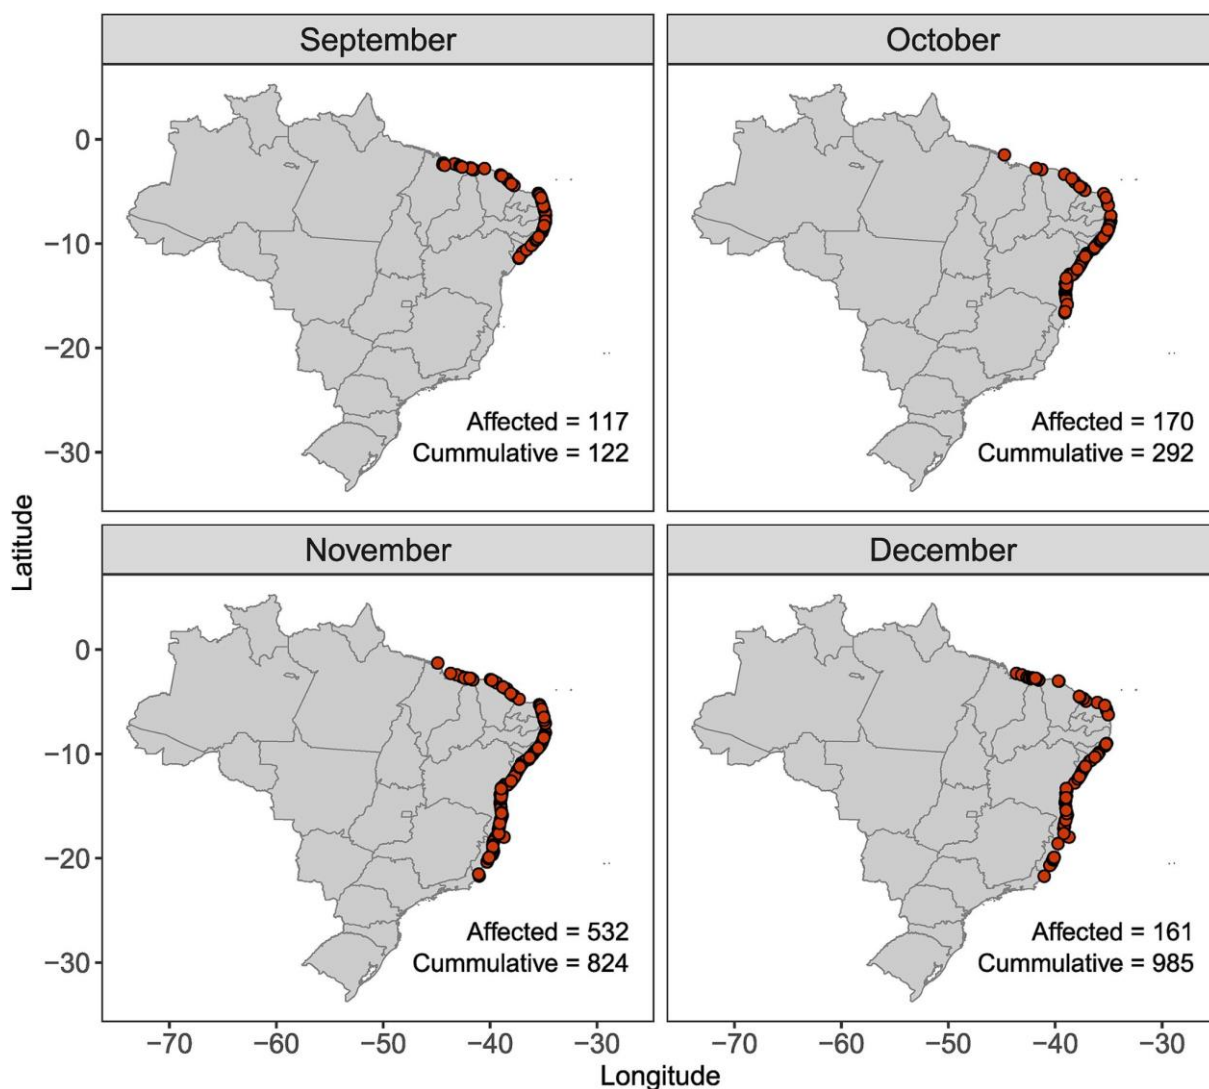 September
October
Latitude
0
−10
−20
−30
Affected = 117
Cummulative = 122
Affected = 170
Cummulative = 292
November
December
0
−10
−20
−30
Affected = 532
Cummulative = 824
Affected = 161
Cummulative = 985
−70 −60 −50 −40 −30
−70 −60 −50 −40 −30
Longitude